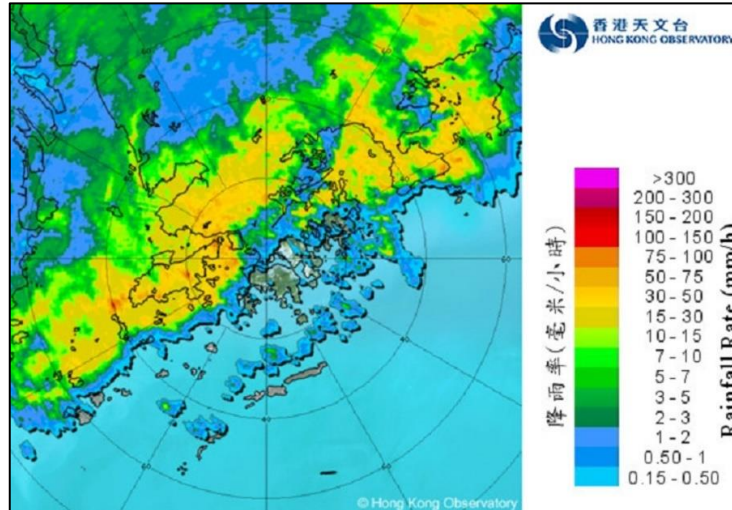 香港天文台
HONG KONG OBSERVATORY
降雨率(毫米/小時)
Rainfall Rate (mm/h)
>300
200 - 300
150 - 200
100 - 150
75 - 100
50 - 75
30 - 50
15 - 30
10 - 15
7 - 10
5 - 7
3 - 5
2 - 3
1 - 2
0.50 - 1
0.15 - 0.50
© Hong Kong Observatory